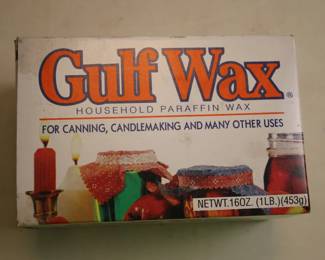 Gulf Wax®
HOUSEHOLD PARAFFIN WAX
FOR CANNING, CANDLEMAKING AND MANY OTHER USES
NETWT.16OZ. (1LB.)(453g)